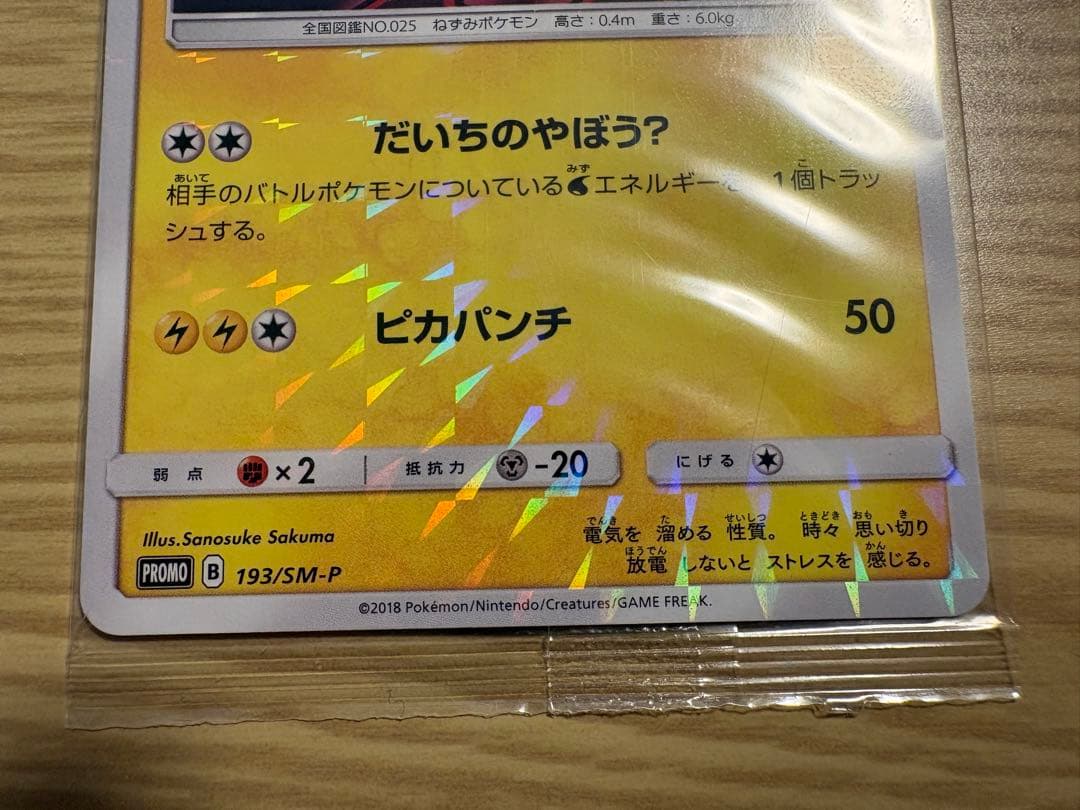 全国図鑑NO.025 ねずみポケモン 高さ:0.4m 重さ:6.0kg
だいちのやぼう?
相手のバトルポケモンについているエネルギーを、1個トラッ
シュする。
ピカパンチ 50
弱点 ×2 抵抗力 -20 にげる
Illus.Sanosuke Sakuma
電気を 溜める 性質。 時々 思い切り
放電 しないと ストレスを 感じる。
PROMO B 193/SM-P
©2018 Pokémon/Nintendo/Creatures/GAME FREAK.